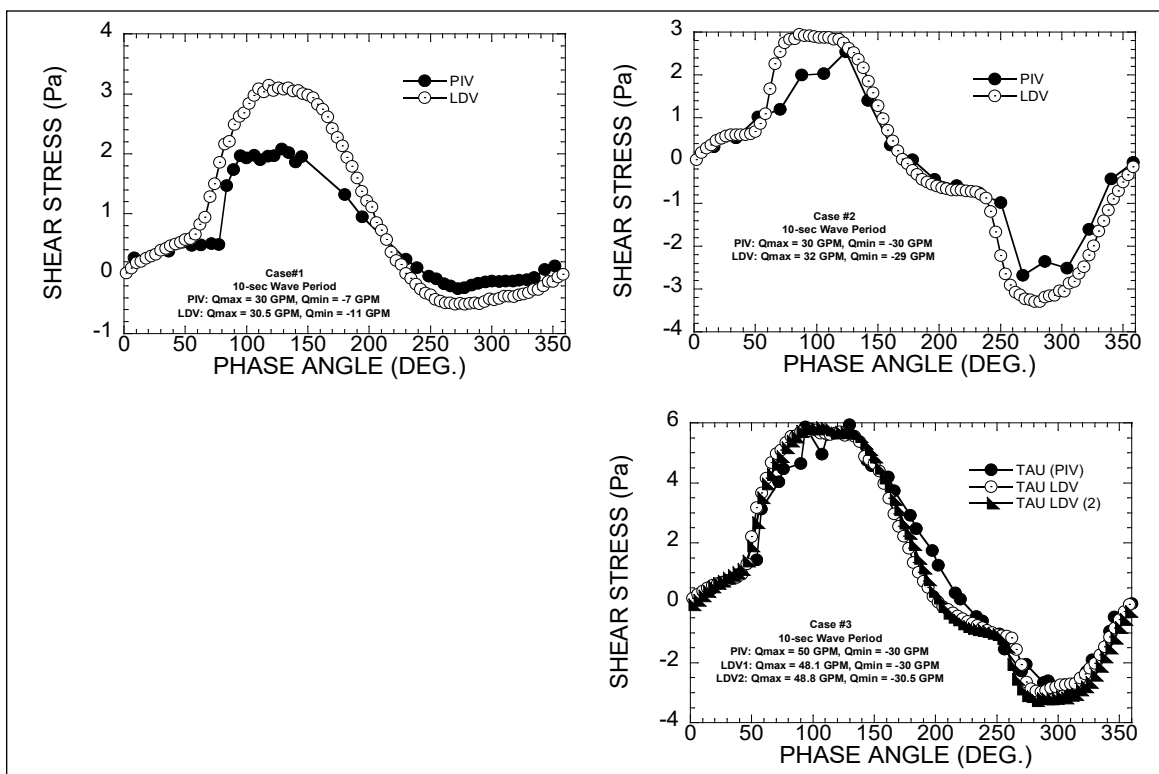 4
3
2
1
0
-1
SHEAR STRESS (Pa)
PIV
LDV
Case#1
10-sec Wave Period
PIV: Qmax = 30 GPM, Qmin = -7 GPM
LDV: Qmax = 30.5 GPM, Qmin = -11 GPM
0 50 100 150 200 250 300 350
PHASE ANGLE (DEG.)
3
2
1
0
-1
-2
-3
-4
SHEAR STRESS (Pa)
PIV
LDV
Case #2
10-sec Wave Period
PIV: Qmax = 30 GPM, Qmin = -30 GPM
LDV: Qmax = 32 GPM, Qmin = -29 GPM
0 50 100 150 200 250 300 350
PHASE ANGLE (DEG.)
6
4
2
0
-2
-4
SHEAR STRESS (Pa)
TAU (PIV)
TAU LDV
TAU LDV (2)
Case #3
10-sec Wave Period
PIV: Qmax = 50 GPM, Qmin = -30 GPM
LDV1: Qmax = 48.1 GPM, Qmin = -30 GPM
LDV2: Qmax = 48.8 GPM, Qmin = -30.5 GPM
0 50 100 150 200 250 300 350
PHASE ANGLE (DEG.)